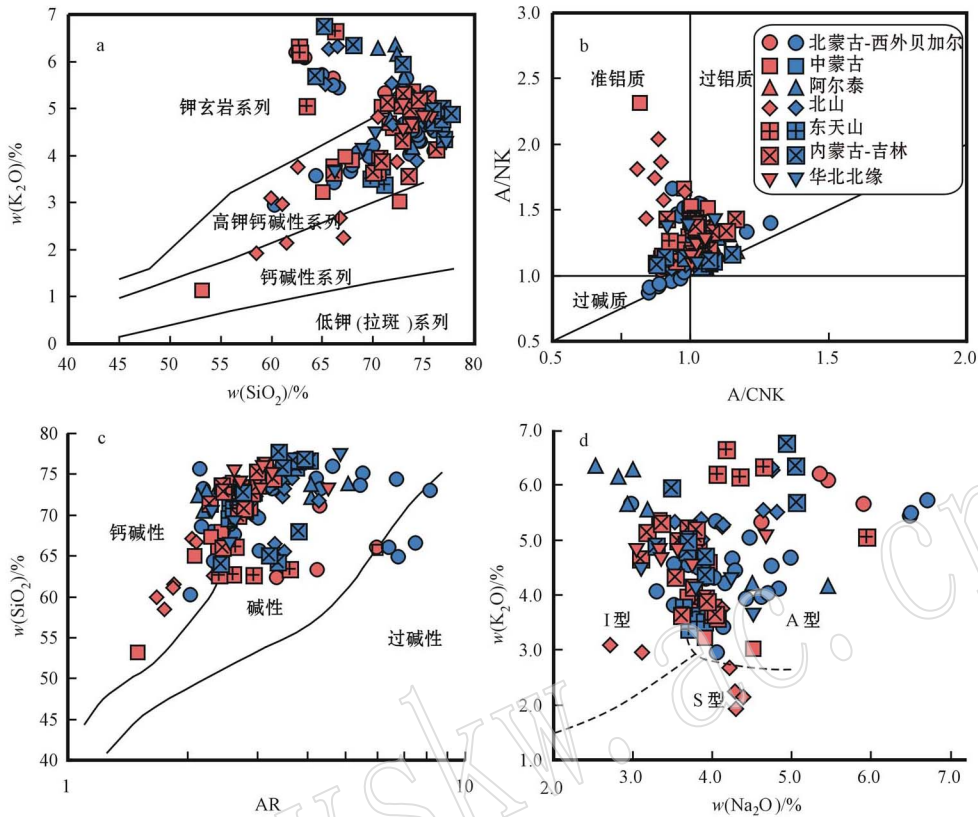 a
w(K₂O)/%
7
6
5
4
3
2
1
0
钾玄岩系列
高钾钙碱性系列
钙碱性系列
低钾(拉斑)系列
40 45 50 55 60 65 70 75 80
w(SiO₂)/%
b
A/NK
3.0
2.5
2.0
1.5
1.0
0.5
准铝质
过铝质
过碱质
北蒙古-西外贝加尔
中蒙古
阿尔泰
北山
东天山
内蒙古-吉林
华北北缘
0.5 1.0 1.5 2.0
A/CNK
c
w(SiO₂)/%
80
75
70
65
60
55
50
45
40
钙碱性
碱性
过碱性
1 10
AR
d
w(K₂O)/%
7.0
6.0
5.0
4.0
3.0
2.0
1.0
I型
A 型
S 型
2.0 3.0 4.0 5.0 6.0 7.0
w(Na₂O)/%